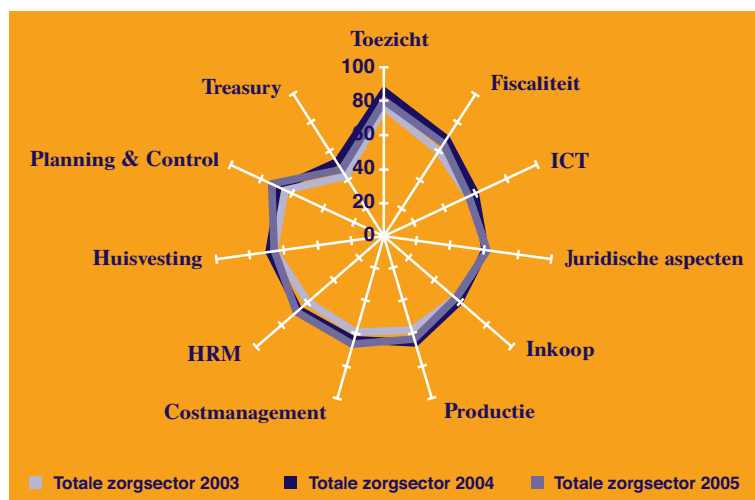 Toezicht
100
Treasury
Fiscaliteit
80
60
Planning & Control
ICT
40
20
0
Huisvesting
Juridische aspecten
HRM
Inkoop
Costmanagement
Productie
Totale zorgsector 2003
Totale zorgsector 2004
Totale zorgsector 2005